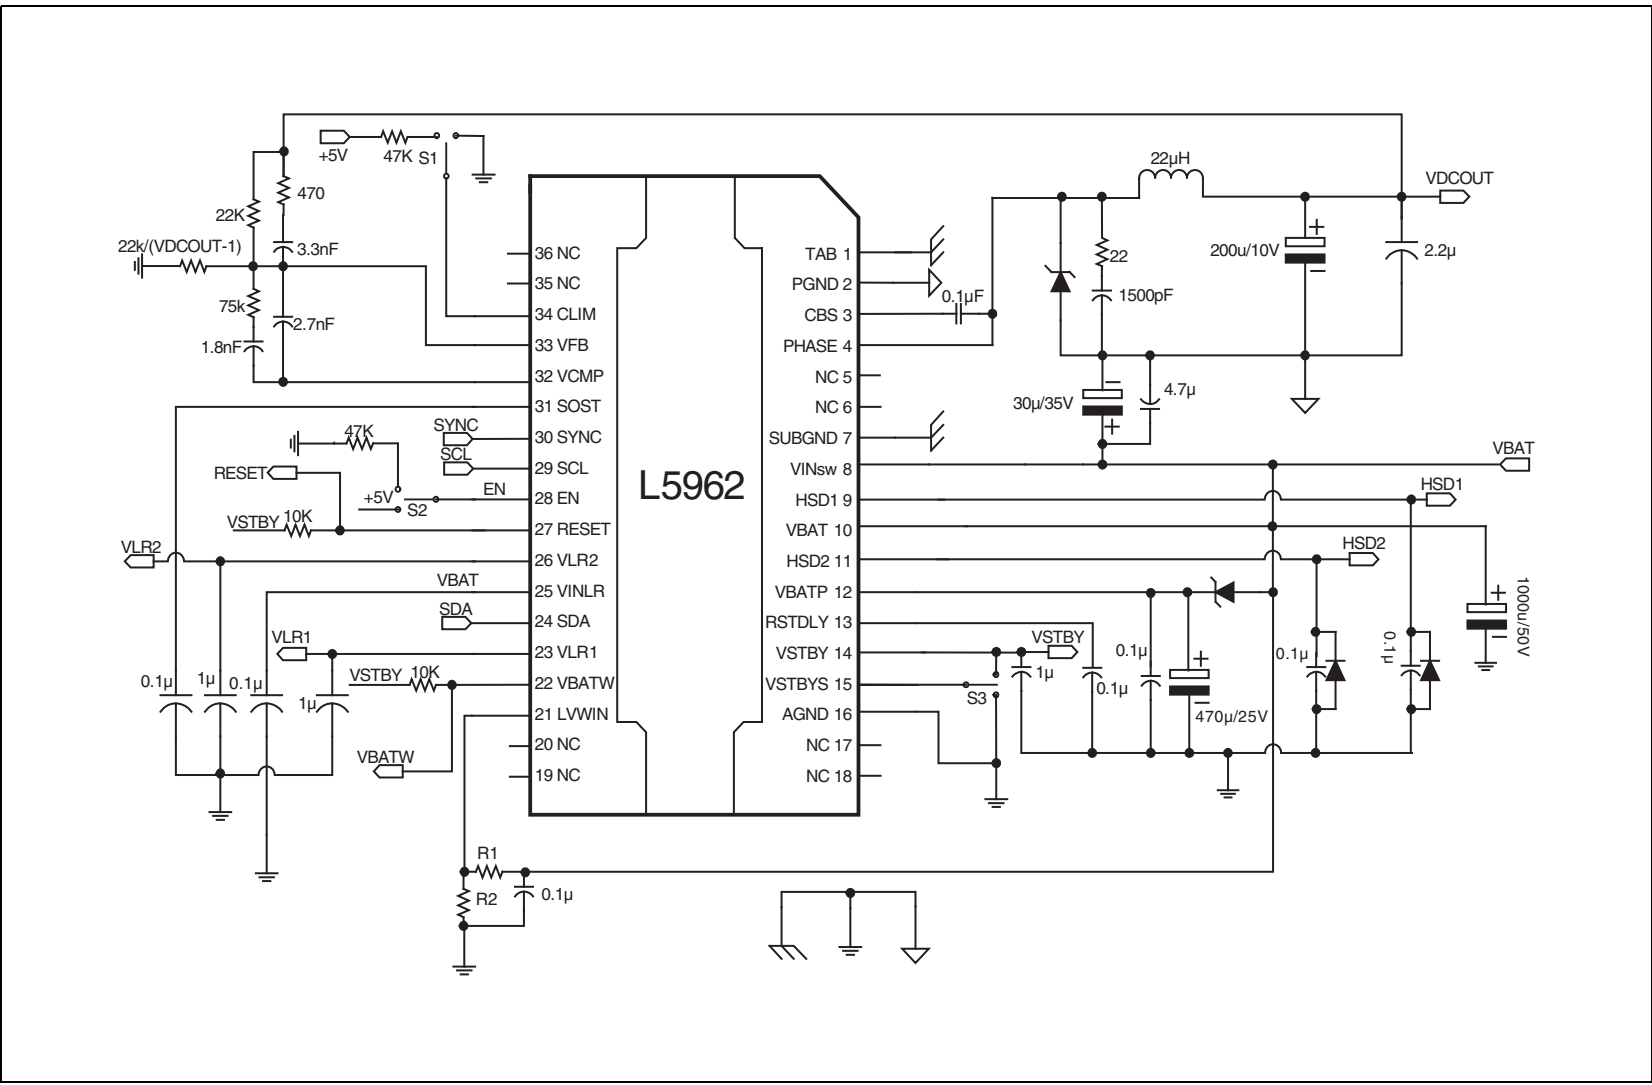 +5V
47K
S1
22µH
VDCOUT
470
22K
3.3nF
22k/(VDCOUT-1)
75k
2.7nF
1.8nF
200u/10V
+
−
2.2µ
22
1500pF
0.1µF
30µ/35V
−
+
4.7µ
L5962
36 NC
35 NC
34 CLIM
33 VFB
32 VCMP
31 SOST
30 SYNC
29 SCL
28 EN
27 RESET
26 VLR2
25 VINLR
24 SDA
23 VLR1
22 VBATW
21 LVWIN
20 NC
19 NC
TAB 1
PGND 2
CBS 3
PHASE 4
NC 5
NC 6
SUBGND 7
VINsw 8
HSD1 9
VBAT 10
HSD2 11
VBATP 12
RSTDLY 13
VSTBY 14
VSTBYS 15
AGND 16
NC 17
NC 18
SYNC
SCL
47K
RESET
+5V
S2
EN
VSTBY
10K
VLR2
VBAT
SDA
VLR1
VSTBY
10K
0.1µ
1µ
0.1µ
1µ
VBATW
VBAT
HSD1
HSD2
VSTBY
1µ
S3
0.1µ
0.1µ
+
−
470µ/25V
0.1µ
0.1µ
+
−
1000u/50V
R1
R2
0.1µ